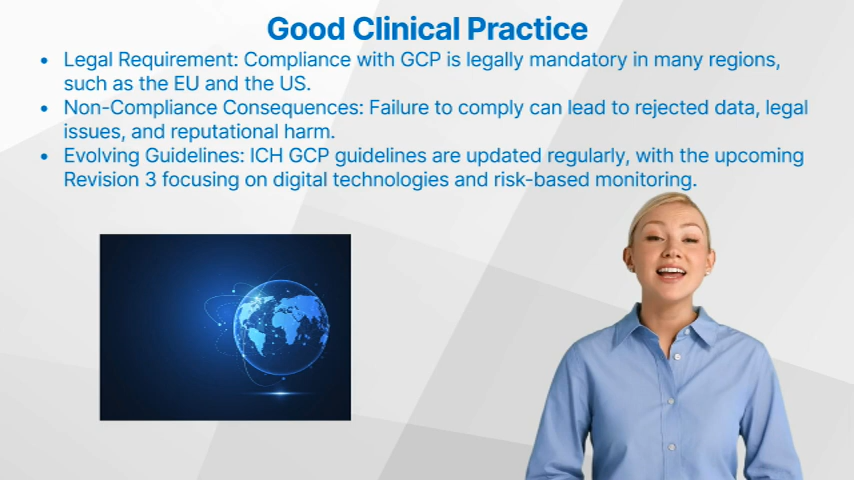 Good Clinical Practice
• Legal Requirement: Compliance with GCP is legally mandatory in many regions,
such as the EU and the US.
• Non-Compliance Consequences: Failure to comply can lead to rejected data, legal
issues, and reputational harm.
• Evolving Guidelines: ICH GCP guidelines are updated regularly, with the upcoming
Revision 3 focusing on digital technologies and risk-based monitoring.